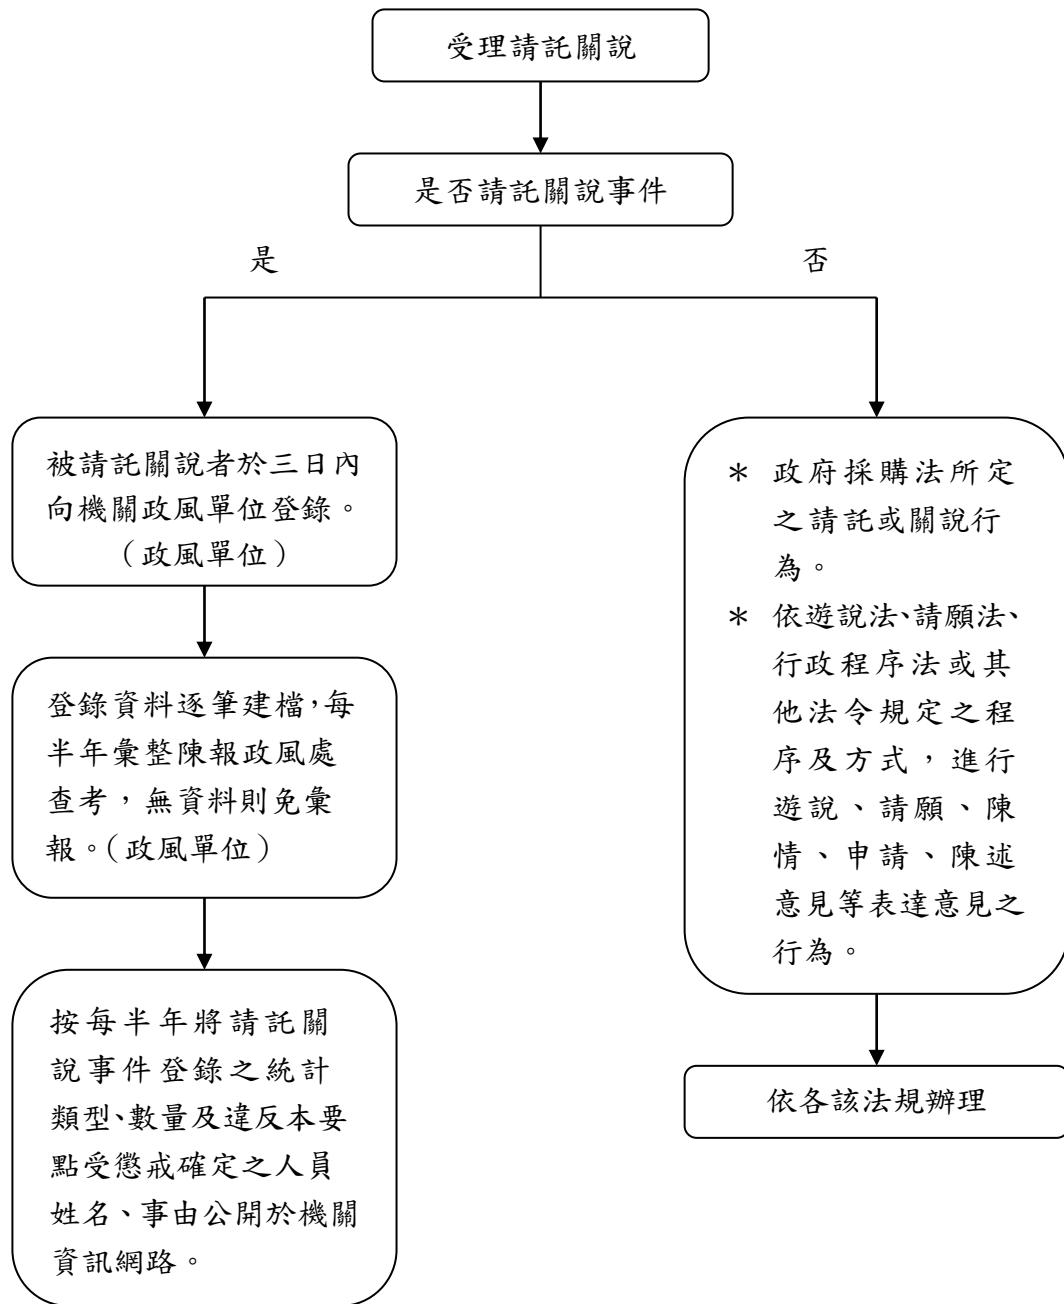 受理請託關說
是否請託關說事件
是
否
被請託關說者於三日內
向機關政風單位登錄。
（政風單位）
登錄資料逐筆建檔，每
半年彙整陳報政風處
查考，無資料則免彙
報。（政風單位）
按每半年將請託關
說事件登錄之統計
類型、數量及違反本要
點受懲戒確定之人員
姓名、事由公開於機關
資訊網路。
＊ 政府採購法所定
之請託或關說行
為。
＊ 依遊說法、請願法、
行政程序法或其
他法令規定之程
序及方式，進行
遊說、請願、陳
情、申請、陳述
意見等表達意見之
行為。
依各該法規辦理